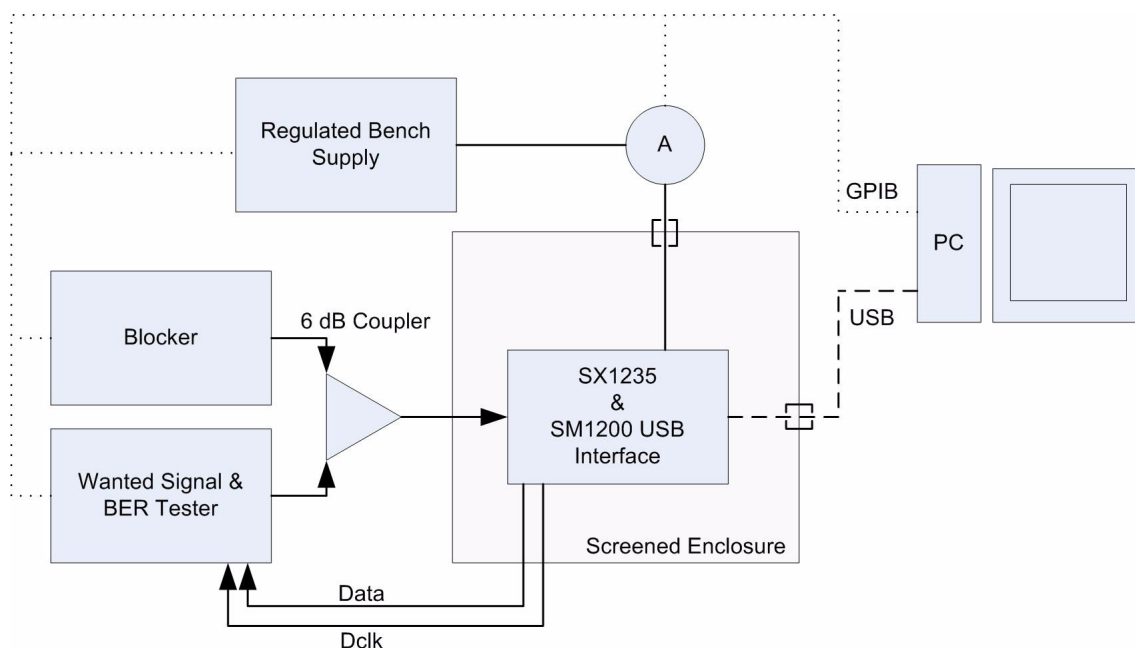 Regulated Bench
Supply
A
GPIB
PC
USB
Blocker
6 dB Coupler
SX1235
&
SM1200 USB
Interface
Wanted Signal &
BER Tester
Screened Enclosure
Data
Dclk